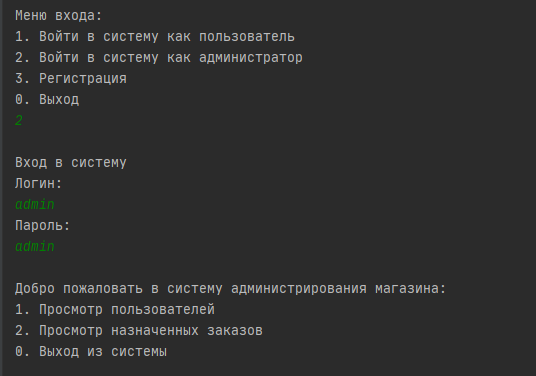 Меню входа:
1. Войти в систему как пользователь
2. Войти в систему как администратор
3. Регистрация
0. Выход
2
Вход в систему
Логин:
admin
Пароль:
admin
Добро пожаловать в систему администрирования магазина:
1. Просмотр пользователей
2. Просмотр назначенных заказов
0. Выход из системы